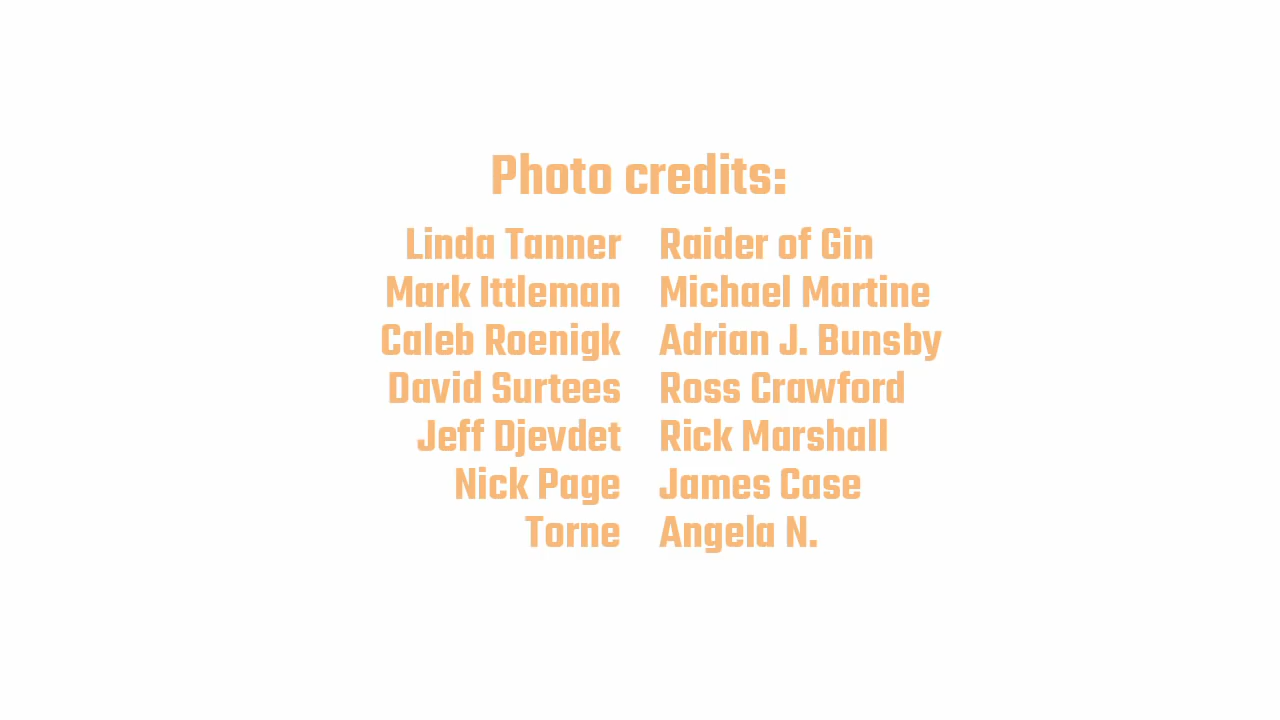 Photo credits:
Linda Tanner Raider of Gin
Mark Ittleman Michael Martine
Caleb Roenigk Adrian J. Bunsby
David Surtees Ross Crawford
Jeff Djevdet Rick Marshall
Nick Page James Case
Torne Angela N.